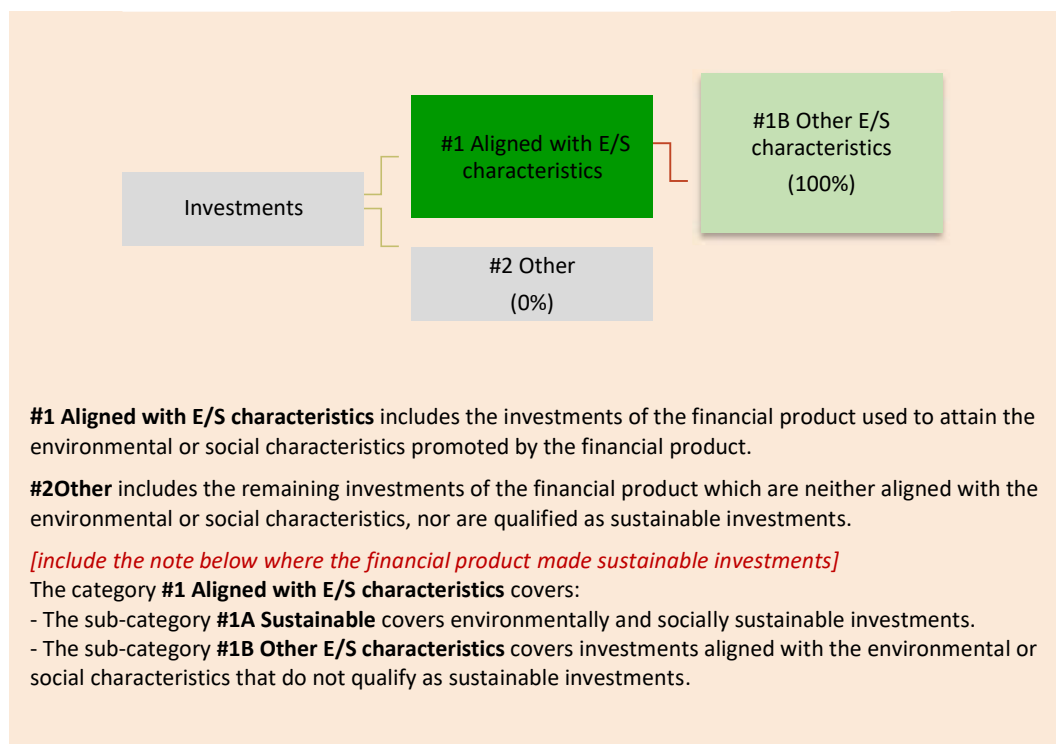 #1B Other E/S
characteristics
(100%)
#1 Aligned with E/S
characteristics
Investments
#2 Other
(0%)
#1 Aligned with E/S characteristics includes the investments of the financial product used to attain the
environmental or social characteristics promoted by the financial product.
#2Other includes the remaining investments of the financial product which are neither aligned with the
environmental or social characteristics, nor are qualified as sustainable investments.
[include the note below where the financial product made sustainable investments]
The category #1 Aligned with E/S characteristics covers:
- The sub-category #1A Sustainable covers environmentally and socially sustainable investments.
- The sub-category #1B Other E/S characteristics covers investments aligned with the environmental or
social characteristics that do not qualify as sustainable investments.